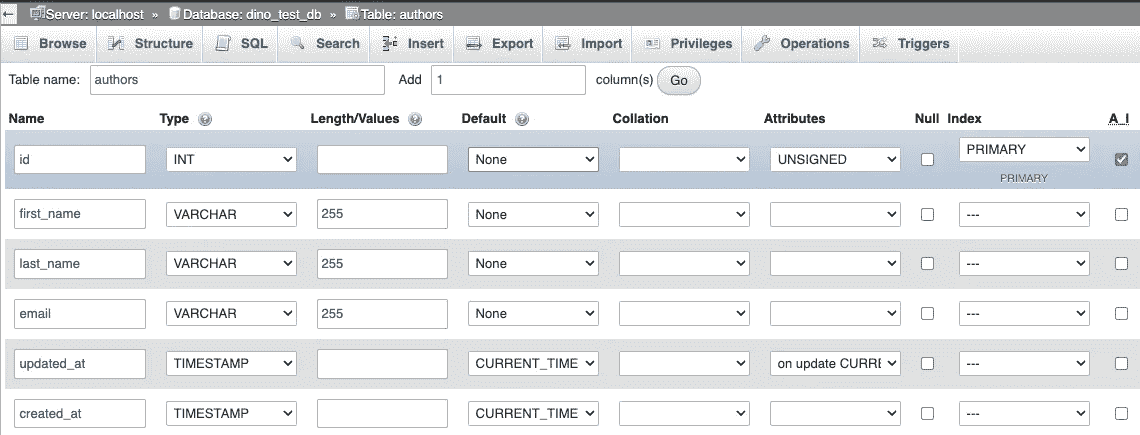 Server: localhost » Database: dino_test_db » Table: authors
Browse Structure SQL Search Insert Export Import Privileges Operations Triggers
Table name: authors Add 1 column(s) Go
Name Type Length/Values Default Collation Attributes Null Index A_I
id INT None UNSIGNED PRIMARY
PRIMARY
first_name VARCHAR 255 None ---
last_name VARCHAR 255 None ---
email VARCHAR 255 None ---
updated_at TIMESTAMP CURRENT_TIME on update CURRE ---
created_at TIMESTAMP CURRENT_TIME ---